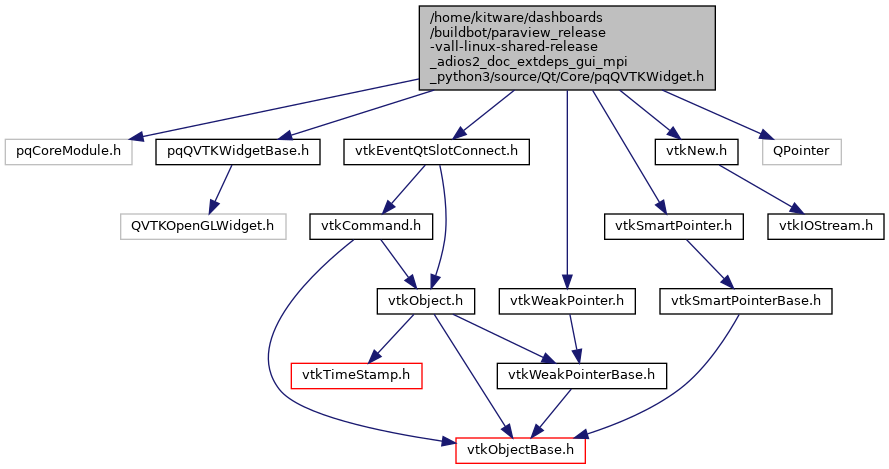 /home/kitware/dashboards
/buildbot/paraview_release
-vall-linux-shared-release
_adios2_doc_extdeps_gui_mpi
_python3/source/Qt/Core/pqQVTKWidget.h
pqCoreModule.h
pqQVTKWidgetBase.h
vtkEventQtSlotConnect.h
vtkNew.h
QPointer
QVTKOpenGLWidget.h
vtkCommand.h
vtkSmartPointer.h
vtkIOStream.h
vtkObject.h
vtkWeakPointer.h
vtkSmartPointerBase.h
vtkTimeStamp.h
vtkWeakPointerBase.h
vtkObjectBase.h